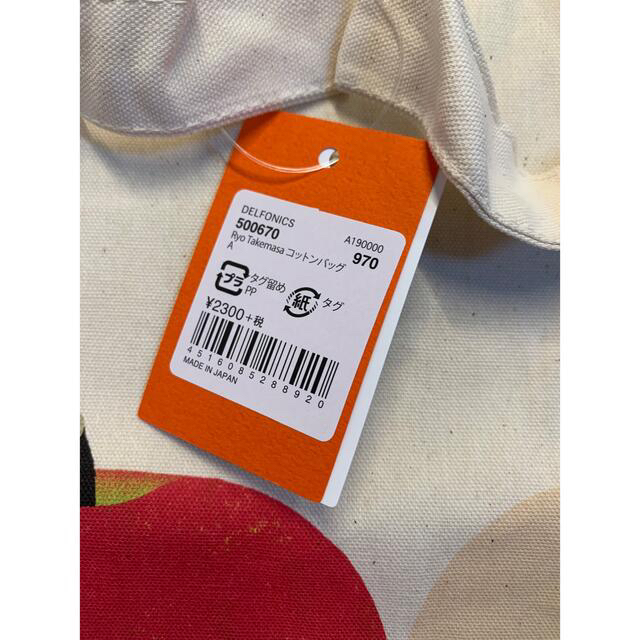 DELFONICS A190000
500670 970
Ryo Takemasa コットンバッグ
A
プラ タグ留め 紙 タグ
PP
¥2300+税
4516085288920
MADE IN JAPAN